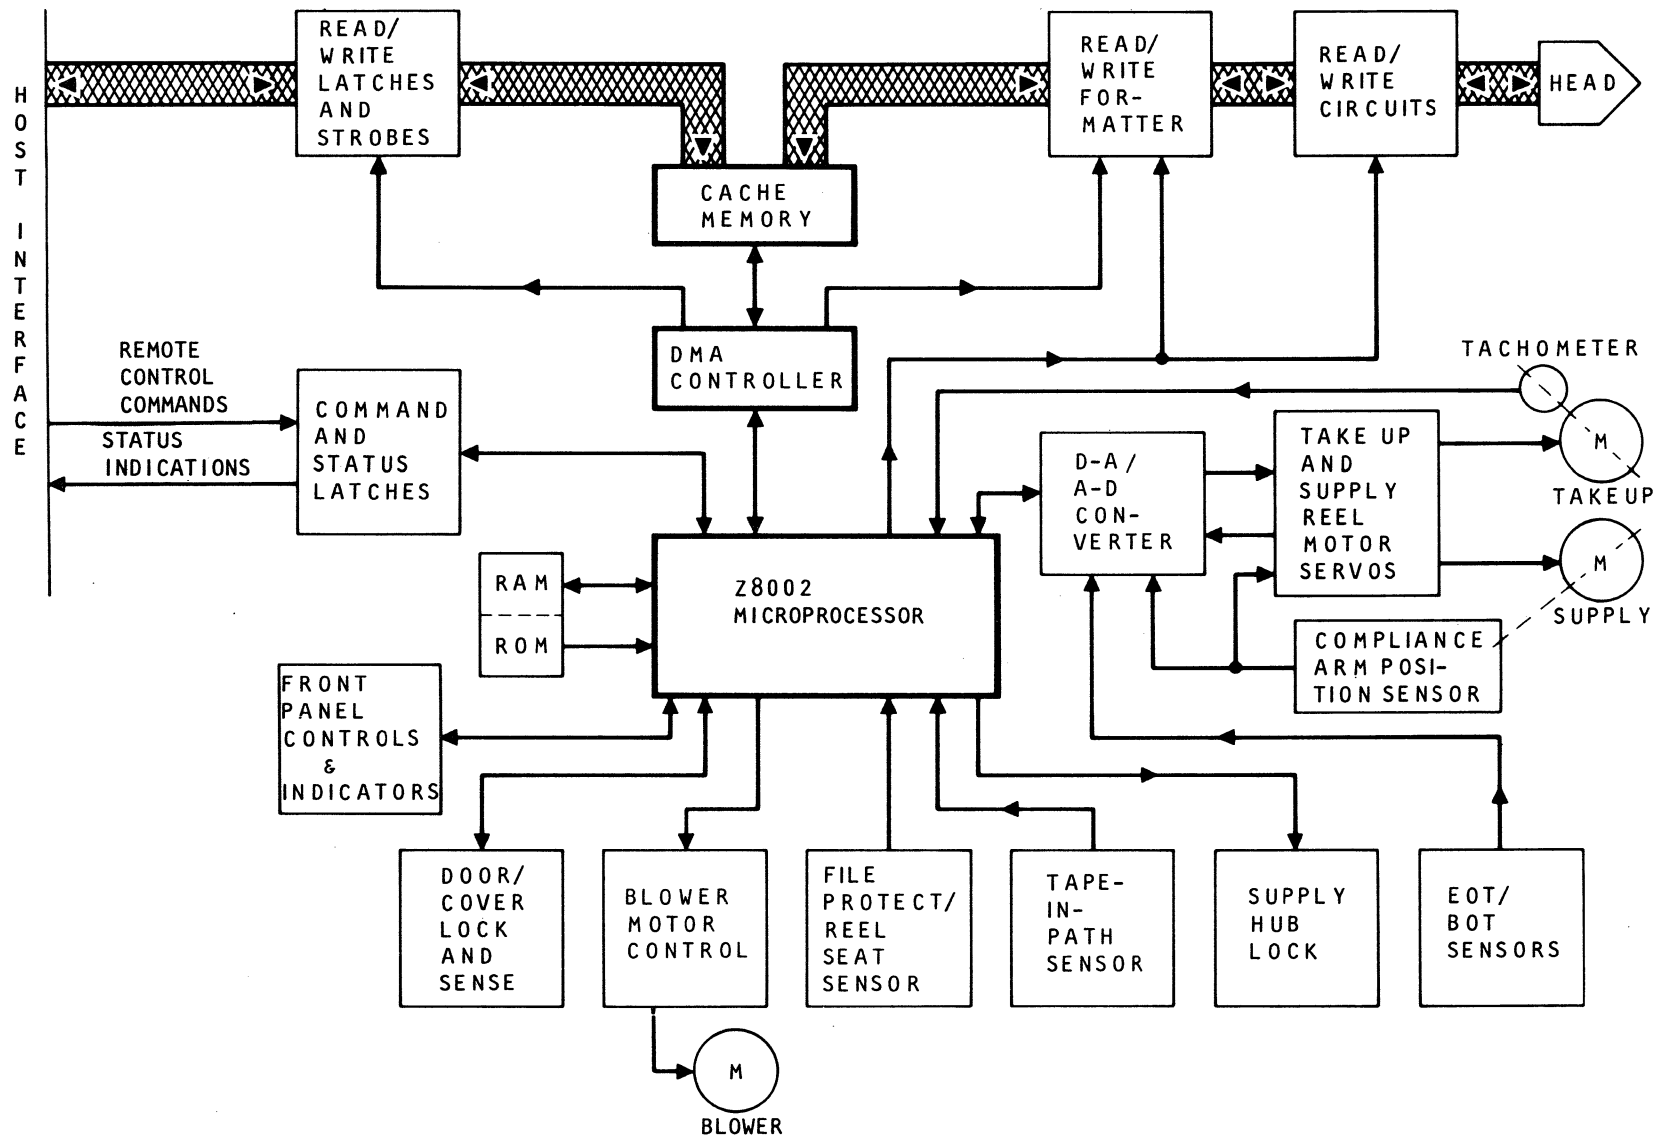 HOST INTERFACE
READ/
WRITE
LATCHES
AND
STROBES
READ/
WRITE
FOR-
MATTER
READ/
WRITE
CIRCUITS
HEAD
CACHE
MEMORY
DMA
CONTROLLER
REMOTE
CONTROL
COMMANDS
STATUS
INDICATIONS
COMMAND
AND
STATUS
LATCHES
TACHOMETER
M
TAKEUP
D-A/
A-D
CON-
VERTER
TAKE UP
AND
SUPPLY
REEL
MOTOR
SERVOS
M
SUPPLY
RAM
ROM
Z8002
MICROPROCESSOR
COMPLIANCE
ARM POSI-
TION SENSOR
FRONT
PANEL
CONTROLS
&
INDICATORS
DOOR/
COVER
LOCK
AND
SENSE
BLOWER
MOTOR
CONTROL
FILE
PROTECT/
REEL
SEAT
SENSOR
TAPE-
IN-
PATH
SENSOR
SUPPLY
HUB
LOCK
EOT/
BOT
SENSORS
M
BLOWER